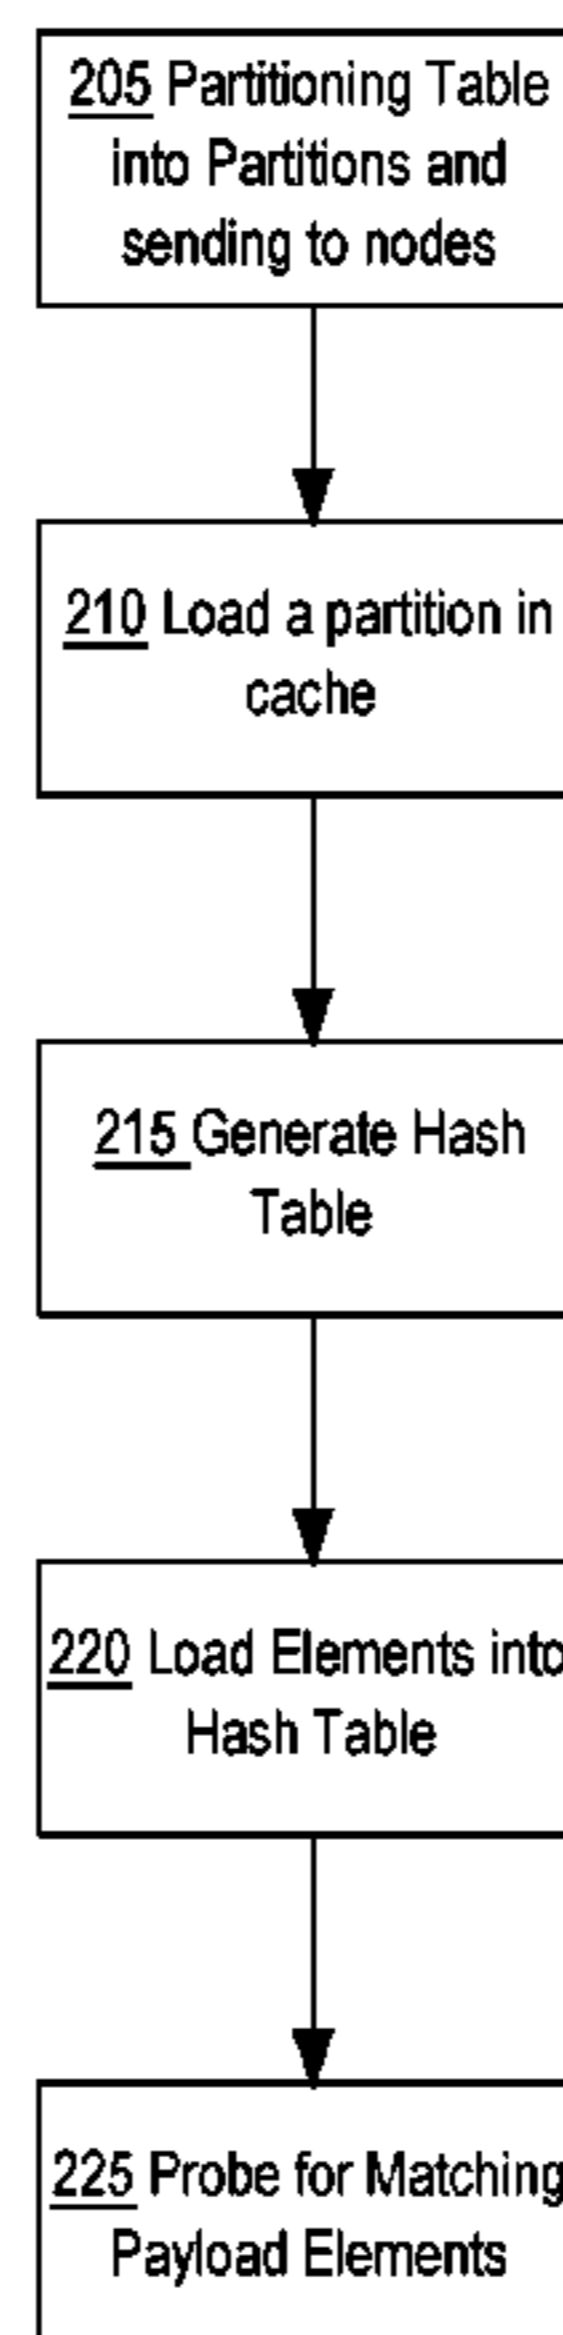 205 Partitioning Table
into Partitions and
sending to nodes
210 Load a partition in
cache
215 Generate Hash
Table
220 Load Elements into
Hash Table
225 Probe for Matching
Payload Elements